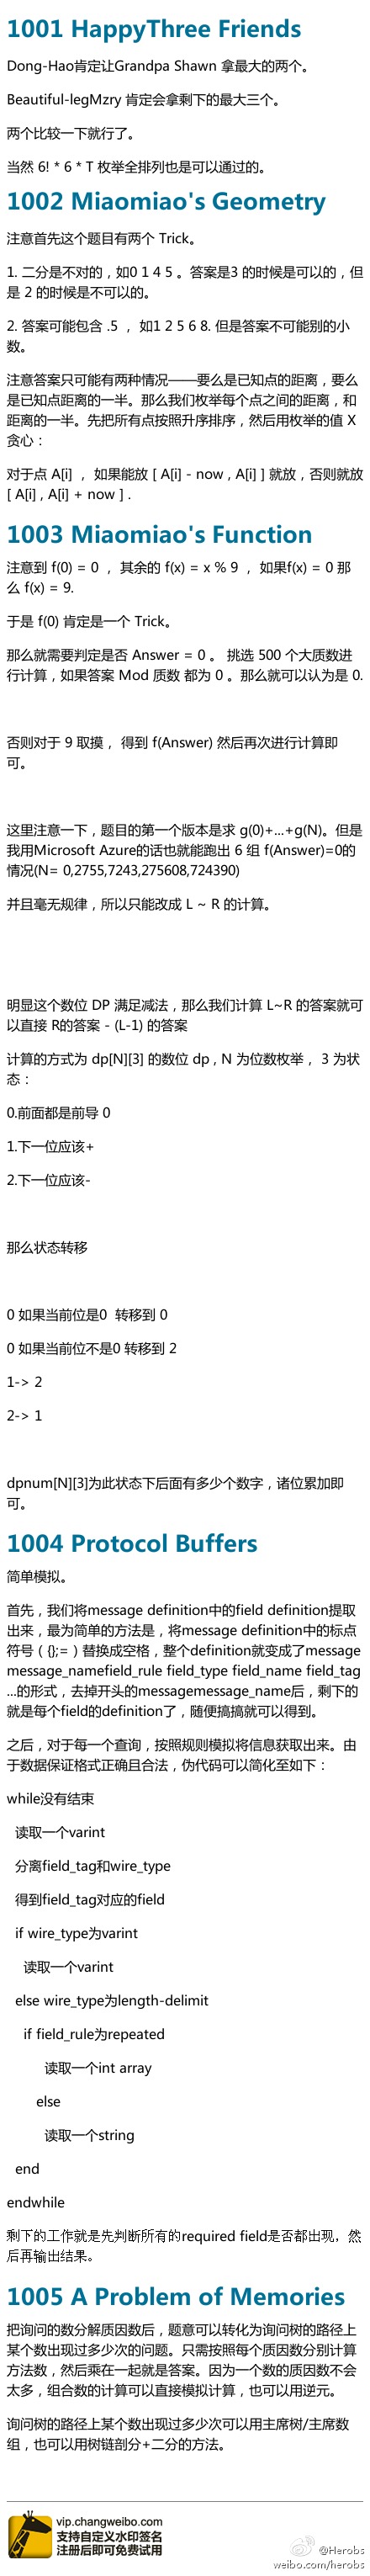 1001 HappyThree Friends
Dong-Hao肯定让Grandpa Shawn 拿最大的两个。
Beautiful-legMzry 肯定会拿剩下的最大三个。
两个比较一下就行了。
当然 6! * 6 * T 枚举全排列也是可以通过的。
1002 Miaomiao's Geometry
注意首先这个题目有两个 Trick。
1. 二分是不对的，如0 1 4 5 。答案是3 的时候是可以的，但
是 2 的时候是不可以的。
2. 答案可能包含 .5 ， 如1 2 5 6 8. 但是答案不可能别的小
数。
注意答案只可能有两种情况——要么是已知点的距离，要么
是已知点距离的一半。那么我们枚举每个点之间的距离，和
距离的一半。先把所有点按照升序排序，然后用枚举的值 X
贪心：
对于点 A[i] ， 如果能放 [ A[i] - now , A[i] ] 就放，否则就放
[ A[i] , A[i] + now ] .
1003 Miaomiao's Function
注意到 f(0) = 0 ， 其余的 f(x) = x % 9 ， 如果f(x) = 0 那
么 f(x) = 9.
于是 f(0) 肯定是一个 Trick。
那么就需要判定是否 Answer = 0 。 挑选 500 个大质数进
行计算，如果答案 Mod 质数 都为 0 。那么就可以认为是 0.
否则对于 9 取摸， 得到 f(Answer) 然后再次进行计算即
可。
这里注意一下，题目的第一个版本是求 g(0)+...+g(N)。但是
我用Microsoft Azure的话也就能跑出 6 组 f(Answer)=0的
情况(N= 0,2755,7243,275608,724390)
并且毫无规律，所以只能改成 L ~ R 的计算。
明显这个数位 DP 满足减法，那么我们计算 L~R 的答案就可
以直接 R的答案 - (L-1) 的答案
计算的方式为 dp[N][3] 的数位 dp , N 为位数枚举， 3 为状
态：
0.前面都是前导 0
1.下一位应该+
2.下一位应该-
那么状态转移
0 如果当前位是0  转移到 0
0 如果当前位不是0 转移到 2
1-> 2
2-> 1
dpnum[N][3]为此状态下后面有多少个数字，诸位累加即
可。
1004 Protocol Buffers
简单模拟。
首先，我们将message definition中的field definition提取
出来，最为简单的方法是，将message definition中的标点
符号（ {};= ）替换成空格，整个definition就变成了message
message_namefield_rule field_type field_name field_tag
...的形式，去掉开头的messagemessage_name后，剩下的
就是每个field的definition了，随便搞搞就可以得到。
之后，对于每一个查询，按照规则模拟将信息获取出来。由
于数据保证格式正确且合法，伪代码可以简化至如下：
while没有结束
读取一个varint
分离field_tag和wire_type
得到field_tag对应的field
if wire_type为varint
读取一个varint
else wire_type为length-delimit
if field_rule为repeated
读取一个int array
else
读取一个string
end
endwhile
剩下的工作就是先判断所有的required field是否都出现，然
后再输出结果。
1005 A Problem of Memories
把询问的数分解质因数后，题意可以转化为询问树的路径上
某个数出现过多少次的问题。只需按照每个质因数分别计算
方法数，然后乘在一起就是答案。因为一个数的质因数不会
太多，组合数的计算可以直接模拟计算，也可以用逆元。
询问树的路径上某个数出现过多少次可以用主席树/主席数
组，也可以用树链剖分+二分的方法。
vip.changweibo.com
支持自定义水印签名
注册后即可免费试用
@Herobs
weibo.com/herobs